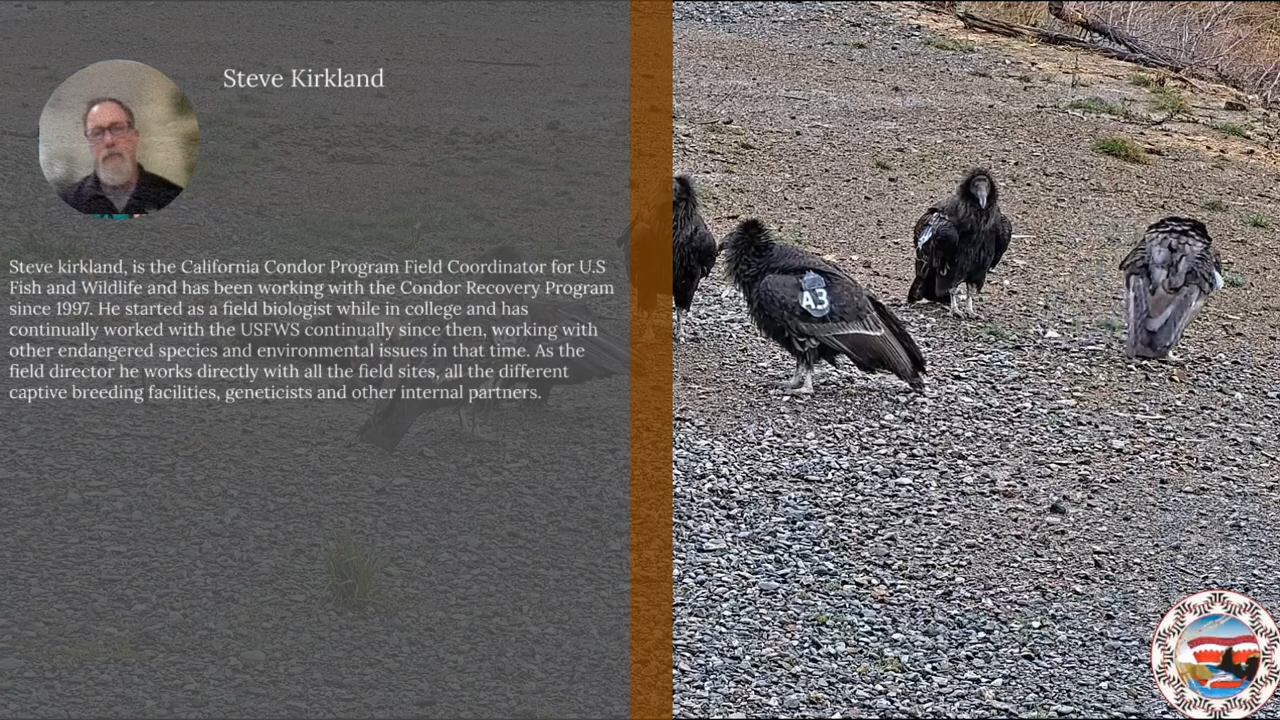 Steve Kirkland
Steve kirkland, is the California Condor Program Field Coordinator for U.S
Fish and Wildlife and has been working with the Condor Recovery Program
since 1997. He started as a field biologist while in college and has
continually worked with the USFWS continually since then, working with
other endangered species and environmental issues in that time. As the
field director he works directly with all the field sites, all the different
captive breeding facilities, geneticists and other internal partners.
A3